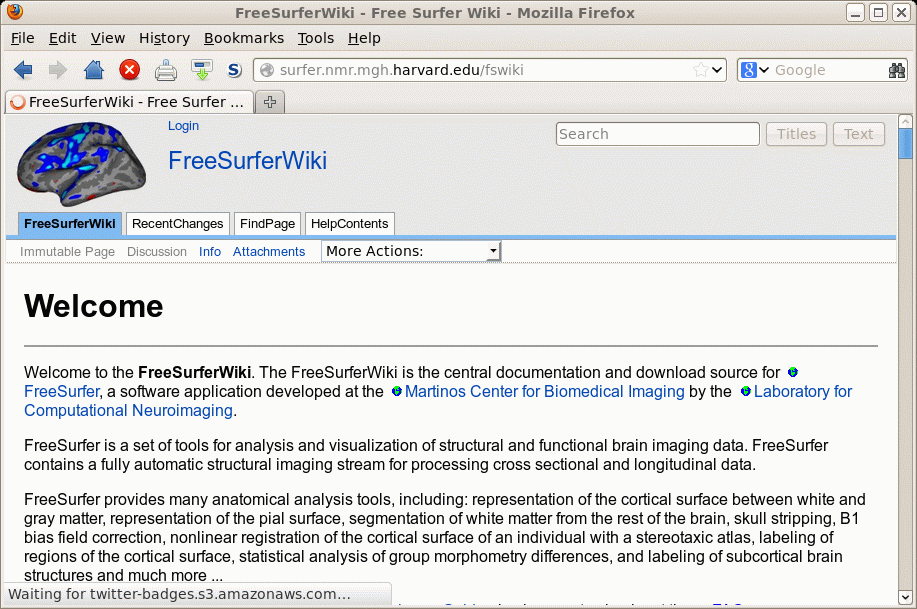 FreeSurferWiki - Free Surfer Wiki - Mozilla Firefox
File Edit View History Bookmarks Tools Help
S surfer.nmr.mgh.harvard.edu/fswiki 8 Google
FreeSurferWiki - Free Surfer ...
Login
Search Titles Text
FreeSurferWiki
FreeSurferWiki RecentChanges FindPage HelpContents
Immutable Page Discussion Info Attachments More Actions:
Welcome
Welcome to the FreeSurferWiki. The FreeSurferWiki is the central documentation and download source for
FreeSurfer, a software application developed at the Martinos Center for Biomedical Imaging by the Laboratory for
Computational Neuroimaging.
FreeSurfer is a set of tools for analysis and visualization of structural and functional brain imaging data. FreeSurfer
contains a fully automatic structural imaging stream for processing cross sectional and longitudinal data.
FreeSurfer provides many anatomical analysis tools, including: representation of the cortical surface between white and
gray matter, representation of the pial surface, segmentation of white matter from the rest of the brain, skull stripping, B1
bias field correction, nonlinear registration of the cortical surface of an individual with a stereotaxic atlas, labeling of
regions of the cortical surface, statistical analysis of group morphometry differences, and labeling of subcortical brain
structures and much more ...
Waiting for twitter-badges.s3.amazonaws.com...